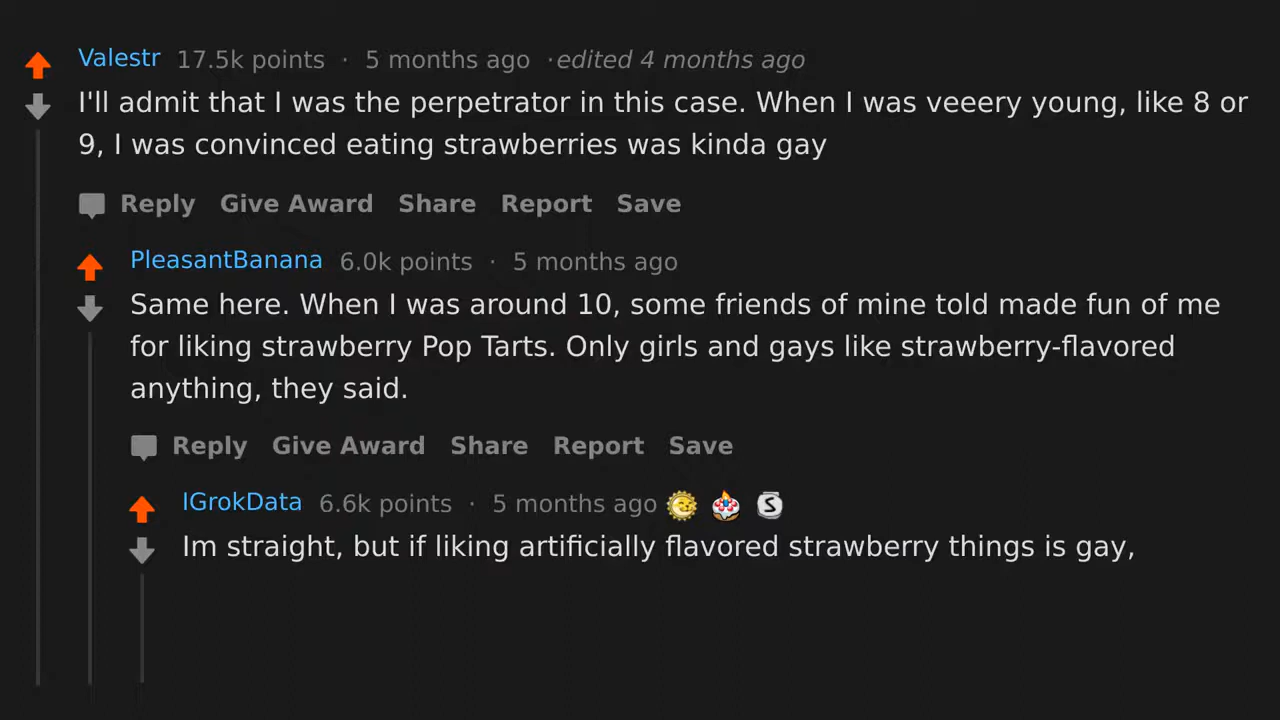 Valestr 17.5k points · 5 months ago ·edited 4 months ago
I'll admit that I was the perpetrator in this case. When I was veeery young, like 8 or
9, I was convinced eating strawberries was kinda gay
Reply Give Award Share Report Save
PleasantBanana 6.0k points · 5 months ago
Same here. When I was around 10, some friends of mine told made fun of me
for liking strawberry Pop Tarts. Only girls and gays like strawberry-flavored
anything, they said.
Reply Give Award Share Report Save
IGrokData 6.6k points · 5 months ago S
Im straight, but if liking artificially flavored strawberry things is gay,